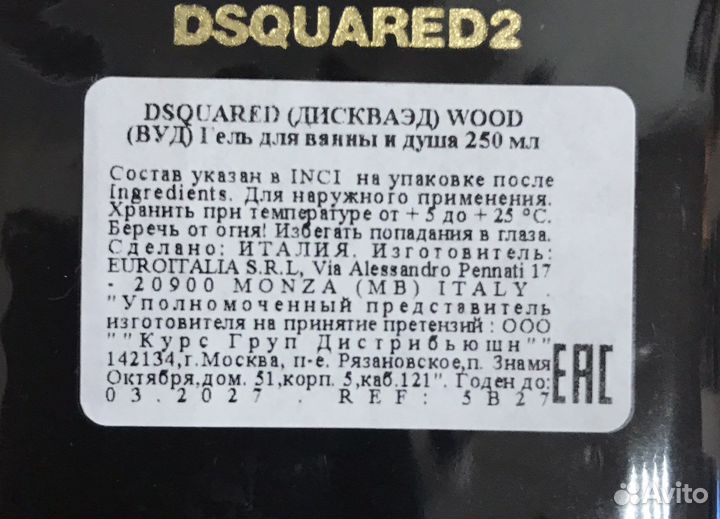 DSQUARED2
DSQUARED (ДИСКВАЭД) WOOD
(ВУД) Гель для ванны и душа 250 мл
Состав указан в INCI на упаковке после
Ingredients. Для наружного применения.
Хранить при температуре от + 5 до + 25 °C.
Беречь от огня! Избегать попадания в глаза.
Сделано: ИТАЛИЯ. Изготовитель:
EUROITALIA S.R.L, Via Alessandro Pennati 17
- 20900 MONZA (MB) ITALY .
"Уполномоченный представитель
изготовителя на принятие претензий : ООО
""Курс Груп Дистрибьюшн""
142134,г.Москва, п-е. Рязановское,п. Знамя
Октября,дом. 51,корп. 5,каб.121". Годен до:
03.2027. REF: 5B27
EAC
Avito